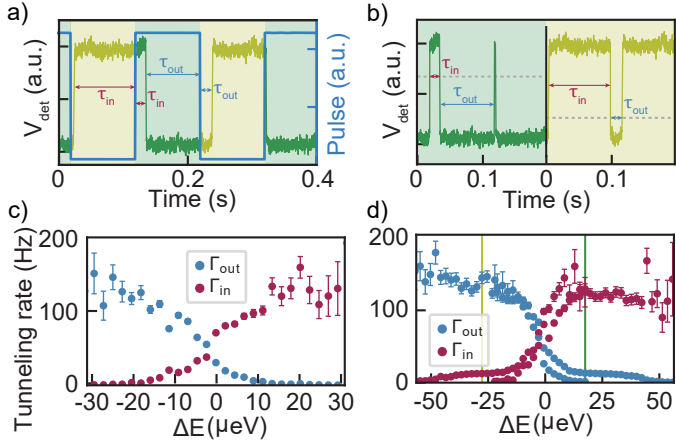 a)
V_det (a.u.)
τ_in
τ_in
τ_out
τ_out
Pulse (a.u.)
0 0.2 0.4
Time (s)
b)
V_det (a.u.)
τ_in
τ_out
τ_in
τ_out
0 0.1 0 0.1
Time (s)
c)
Tunneling rate (Hz)
200
100
0
Γ_out
Γ_in
-30 -20 -10 0 10 20 30
ΔE (µeV)
d)
200
100
0
Γ_out
Γ_in
-50 -25 0 25 50
ΔE (µeV)